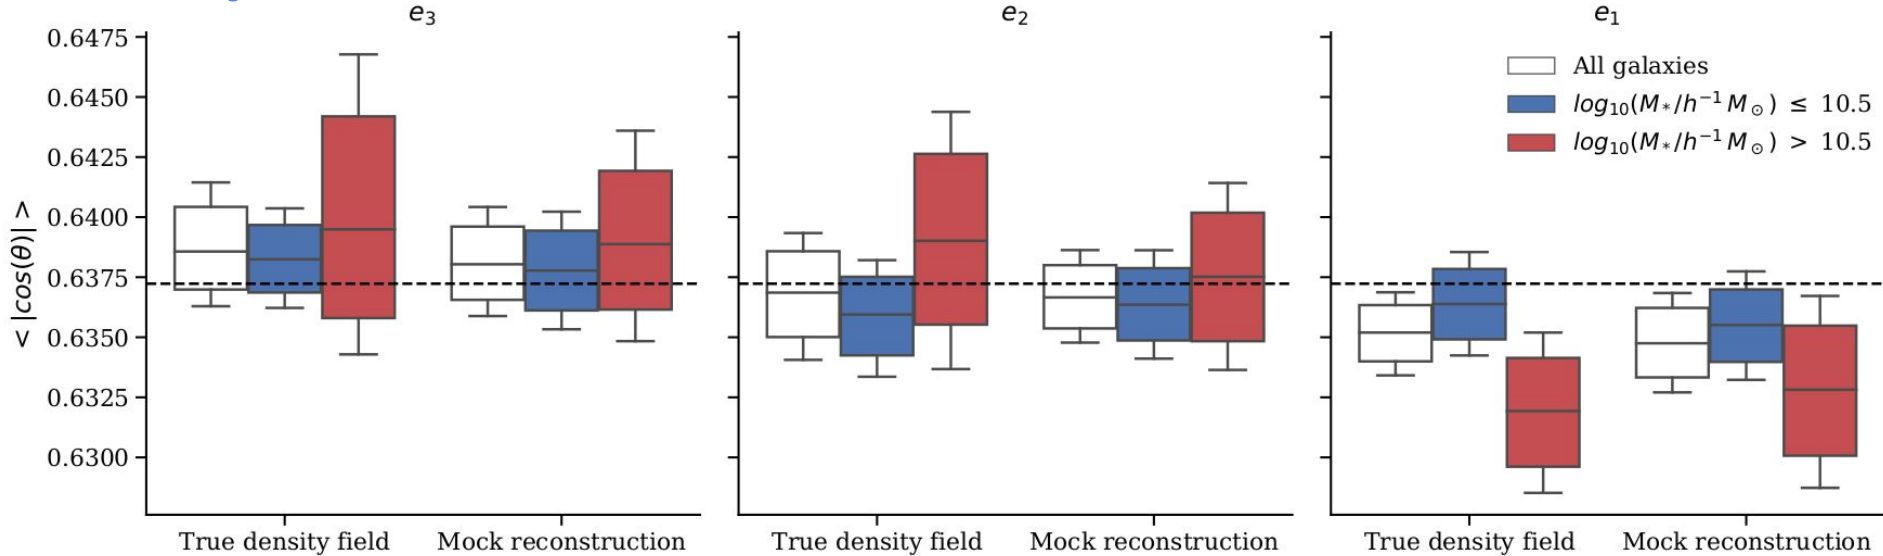 e₃
e₂
e₁
< |cos(θ)| >
0.6475
0.6450
0.6425
0.6400
0.6375
0.6350
0.6325
0.6300
All galaxies
log₁₀(M*/h⁻¹ M⊙) ≤ 10.5
log₁₀(M*/h⁻¹ M⊙) > 10.5
True density field
Mock reconstruction
True density field
Mock reconstruction
True density field
Mock reconstruction